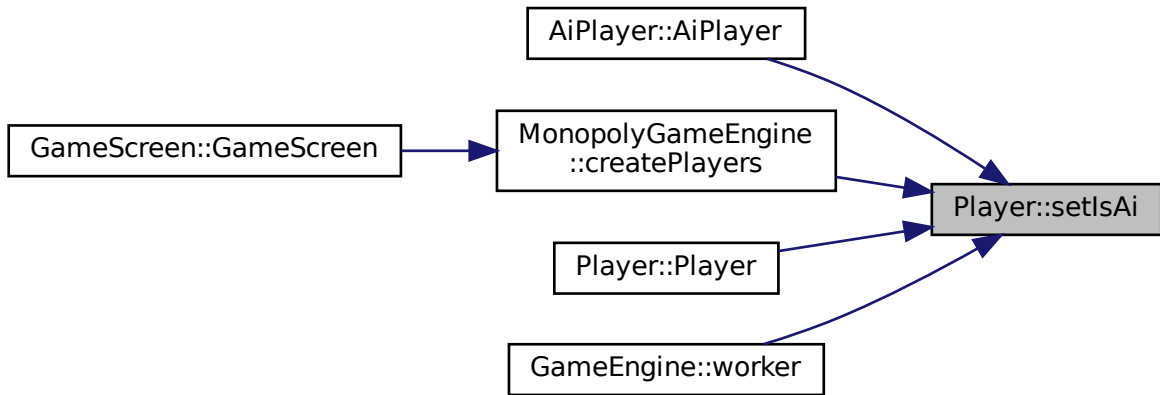 AiPlayer::AiPlayer
GameScreen::GameScreen
MonopolyGameEngine
::createPlayers
Player::setIsAi
Player::Player
GameEngine::worker